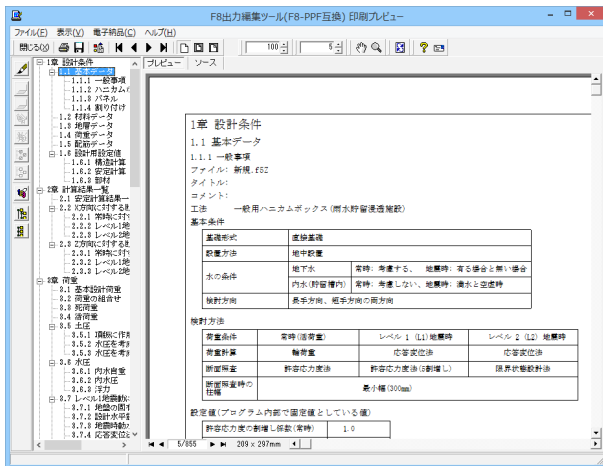 F8出力編集ツール(F8-PPF互換) 印刷プレビュー
ファイル(F) 表示(V) 電子納品(C) ヘルプ(H)
閉じる(X) 100 5
プレビュー ソース
1章 設計条件
1.1 基本データ
1.1.1 一般事項
1.1.2 ハニカムパ
1.1.3 パネル
1.1.4 割り付け
1.2 材料データ
1.3 地層データ
1.4 荷重データ
1.5 配筋データ
1.6 設計用設定値
1.6.1 構造計算
1.6.2 安定計算
1.6.3 部材
2章 計算結果一覧
2.1 安定計算結果一
2.2 X方向に対する
2.2.1 常時に対す
2.2.2 レベル1地
2.2.3 レベル2地
2.3 Z方向に対する
2.3.1 常時に対す
2.3.2 レベル1地
2.3.3 レベル2地
3章 荷重
3.1 基本設計荷重
3.2 荷重の組合せ
3.3 死荷重
3.4 活荷重
3.5 土圧
3.5.1 頂版に作用
3.5.2 水圧を考
3.5.3 水圧を考
3.6 水圧
3.6.1 内水自重
3.6.2 内水圧
3.6.3 浮力
3.7 レベル1地震動に
3.7.1 地盤の固有
3.7.2 設計水平震
3.7.3 地震時動
3.7.4 応答変位
1章 設計条件
1.1 基本データ
1.1.1 一般事項
ファイル: 新規.f5Z
タイトル:
コメント:
工法 一般用ハニカムボックス(雨水貯留浸透施設)
基本条件
基礎形式 直接基礎
設置方法 地中設置
水の条件 地下水 常時: 考慮する、 地震時: 有る場合と無い場合
内水(貯留槽内) 常時: 考慮しない、地震時: 満水と空虚時
検討方向 長手方向、短手方向の両方向
検討方法
荷重条件 常時(活荷重) レベル 1 (L1)地震時 レベル 2 (L2) 地震時
荷重計算 輪荷重 応答変位法 応答変位法
断面照査 許容応力度法 許容応力度法(S割増し) 限界状態設計法
断面照査時の柱幅 最小幅(300mm)
設定値(プログラム内部で固定値としている値)
許容応力度の割増し係数(常時) 1.0
5/855 209 × 297mm